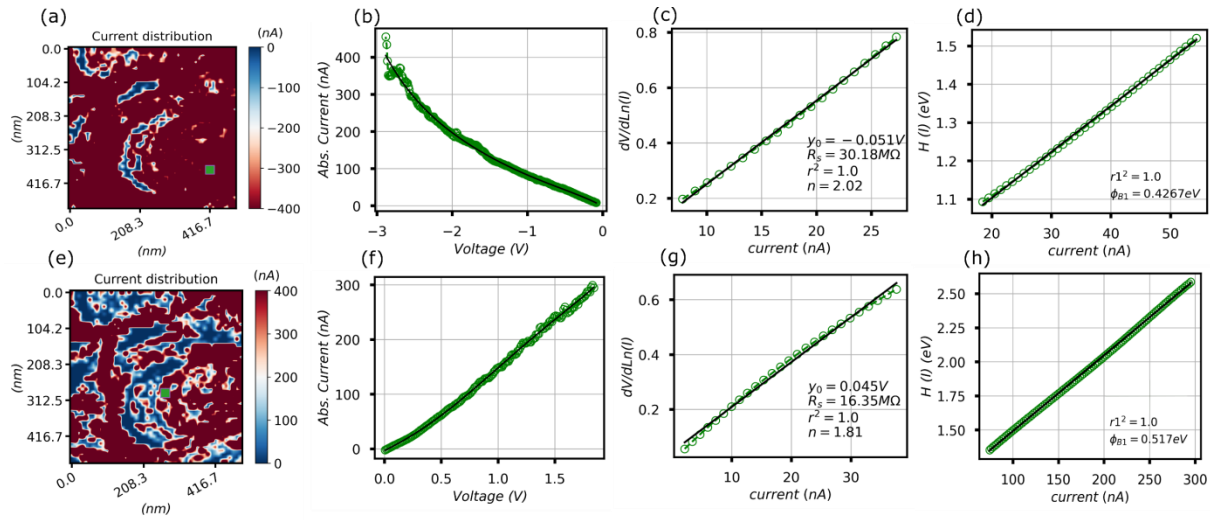 (a)
Current distribution
(nA)
0.0
104.2
208.3
312.5
416.7
(nm)
0.0
208.3
416.7
(nm)
0
−100
−200
−300
−400
(b)
Abs. Current (nA)
400
300
200
100
0
−3
−2
−1
0
Voltage (V)
(c)
dV/dLn(I)
0.8
0.6
0.4
0.2
10
15
20
25
current (nA)
y₀ = −0.051V
Rₛ = 30.18MΩ
r² = 1.0
n = 2.02
(d)
H (I) (eV)
1.5
1.4
1.3
1.2
1.1
20
30
40
50
current (nA)
r1² = 1.0
ϕB1 = 0.4267eV
(e)
Current distribution
(nA)
0.0
104.2
208.3
312.5
416.7
(nm)
0.0
208.3
416.7
(nm)
400
300
200
100
0
(f)
Abs. Current (nA)
300
200
100
0
0.0
0.5
1.0
1.5
Voltage (V)
(g)
dV/dLn(I)
0.6
0.4
0.2
10
20
30
current (nA)
y₀ = 0.045V
Rₛ = 16.35MΩ
r² = 1.0
n = 1.81
(h)
H (I) (eV)
2.50
2.25
2.00
1.75
1.50
100
150
200
250
300
current (nA)
r1² = 1.0
ϕB1 = 0.517eV